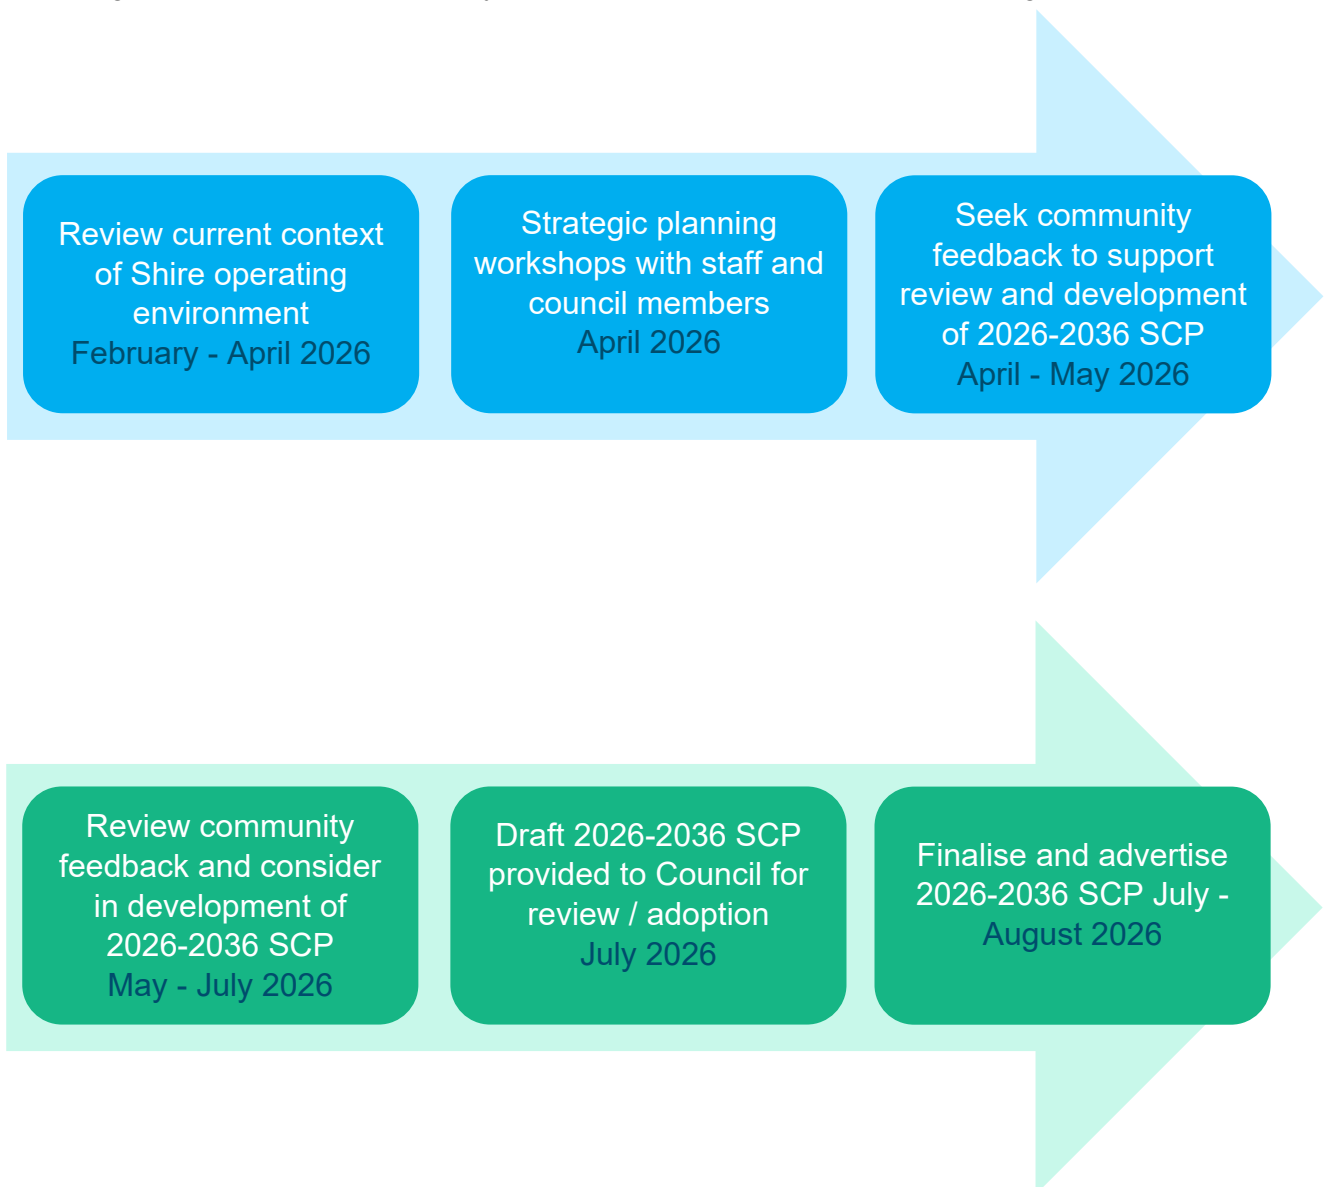 Review current context
of Shire operating
environment
February - April 2026
Strategic planning
workshops with staff and
council members
April 2026
Seek community
feedback to support
review and development
of 2026-2036 SCP
April - May 2026
Review community
feedback and consider
in development of
2026-2036 SCP
May - July 2026
Draft 2026-2036 SCP
provided to Council for
review / adoption
July 2026
Finalise and advertise
2026-2036 SCP July -
August 2026